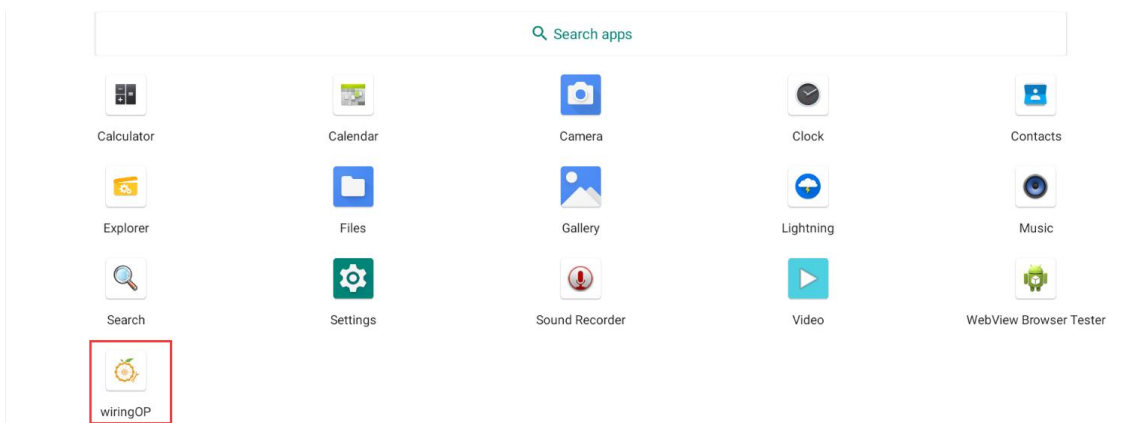 Search apps
Calculator Calendar Camera Clock Contacts
Explorer Files Gallery Lightning Music
Search Settings Sound Recorder Video WebView Browser Tester
wiringOP